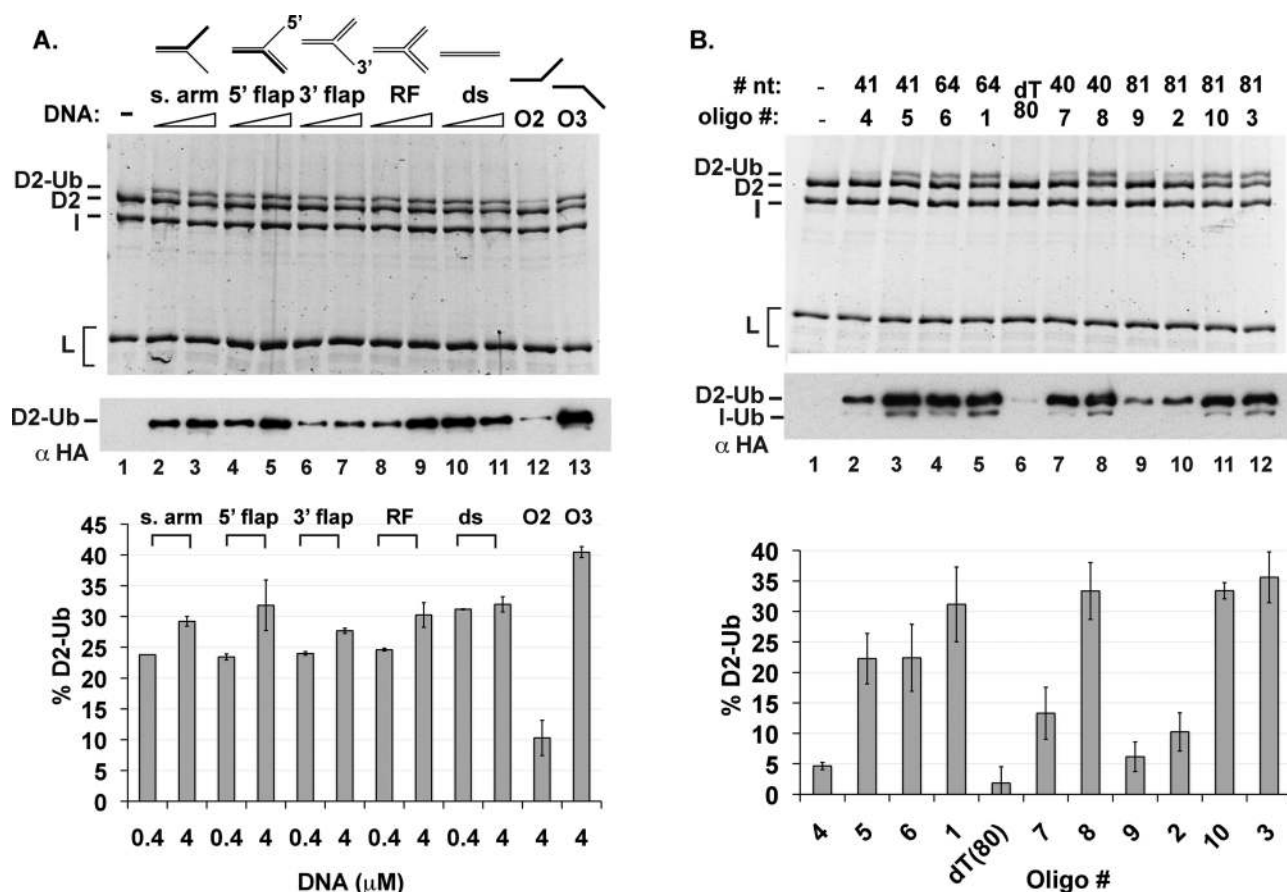 A.
5’
3’
s. arm 5’ flap 3’ flap RF ds O2 O3
DNA: –
D2-Ub
D2
I
L
D2-Ub
α HA
1 2 3 4 5 6 7 8 9 10 11 12 13
s. arm 5’ flap 3’ flap RF ds O2 O3
45
40
35
30
25
20
15
10
5
0
% D2-Ub
0.4 4 0.4 4 0.4 4 0.4 4 0.4 4 4 4
DNA (μM)
B.
# nt: - 41 41 64 64 dT 80 40 40 81 81 81 81
oligo #: - 4 5 6 1 7 8 9 2 10 3
D2-Ub
D2
I
L
D2-Ub
I-Ub
α HA
1 2 3 4 5 6 7 8 9 10 11 12
40
35
30
25
20
15
10
5
0
% D2-Ub
4 5 6 1 dT(80) 7 8 9 2 10 3
Oligo #